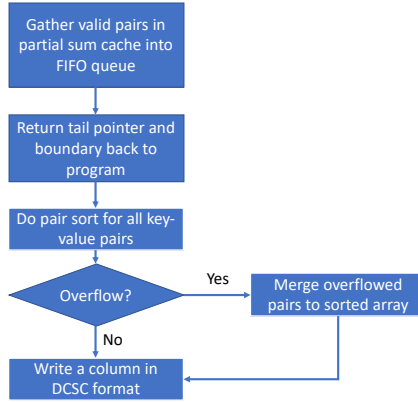 Gather valid pairs in
partial sum cache into
FIFO queue
Return tail pointer and
boundary back to
program
Do pair sort for all key-
value pairs
Overflow?
Yes
Merge overflowed
pairs to sorted array
No
Write a column in
DCSC format